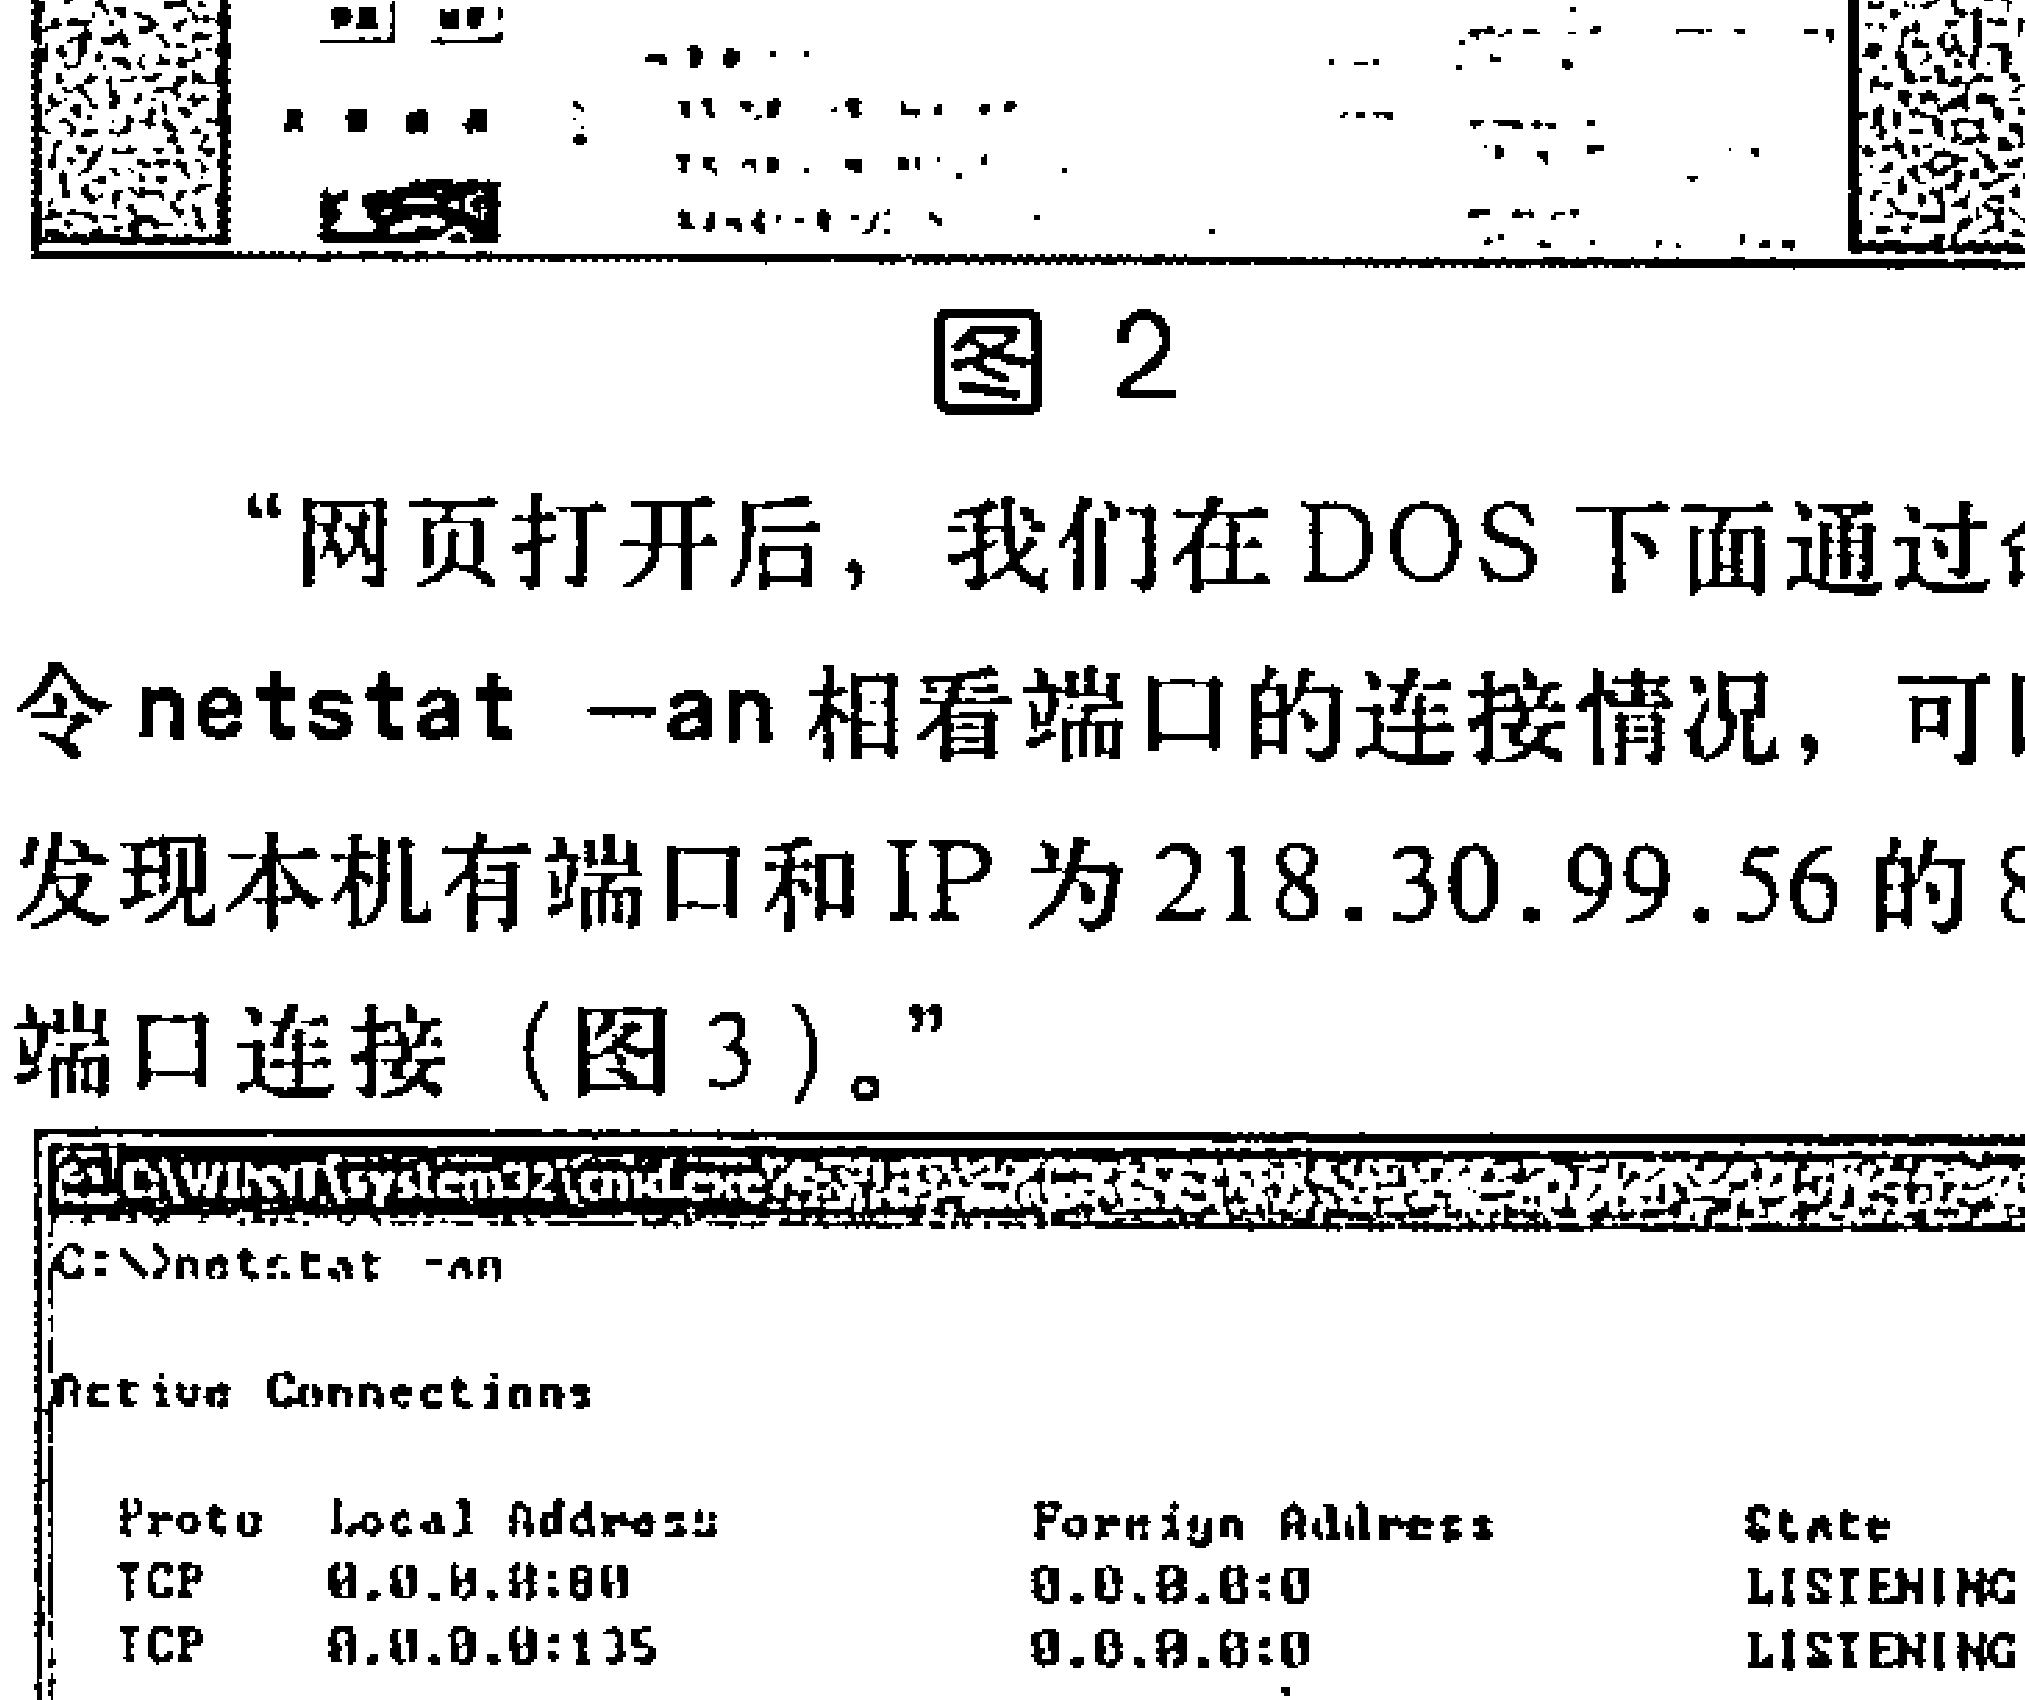 图 2
“网页打开后，我们在DOS下面通过
令netstat —an相看端口的连接情况，可
发现本机有端口和IP为218.30.99.56的8
端口连接（图3）。”
C:\WINNT\system32\cmd.exe
C:\>netstat -an
Active Connections
Proto Local Address Foreign Address State
TCP 0.0.0.0:80 0.0.0.0:0 LISTENING
TCP 0.0.0.0:135 0.0.0.0:0 LISTENING